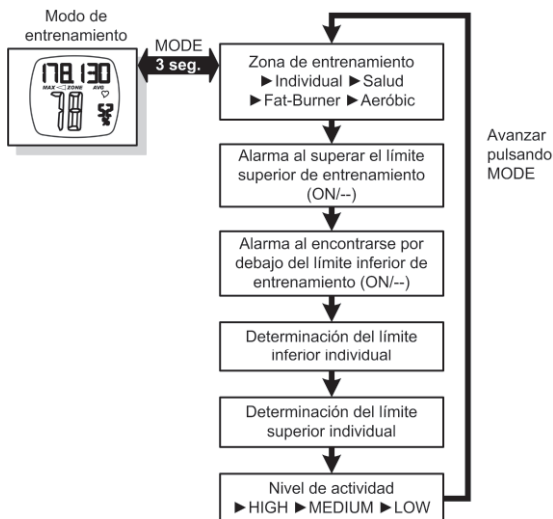 Modo de
entrenamiento
MODE
3 seg.
178.130
MAX ZONE AVG
78
Zona de entrenamiento
►Individual ►Salud
►Fat-Burner ►Aeróbic
Alarma al superar el límite
superior de entrenamiento
(ON/--)
Alarma al encontrarse por
debajo del límite inferior de
entrenamiento (ON/--)
Determinación del límite
inferior individual
Determinación del límite
superior individual
Nivel de actividad
►HIGH ►MEDIUM ►LOW
Avanzar
pulsando
MODE